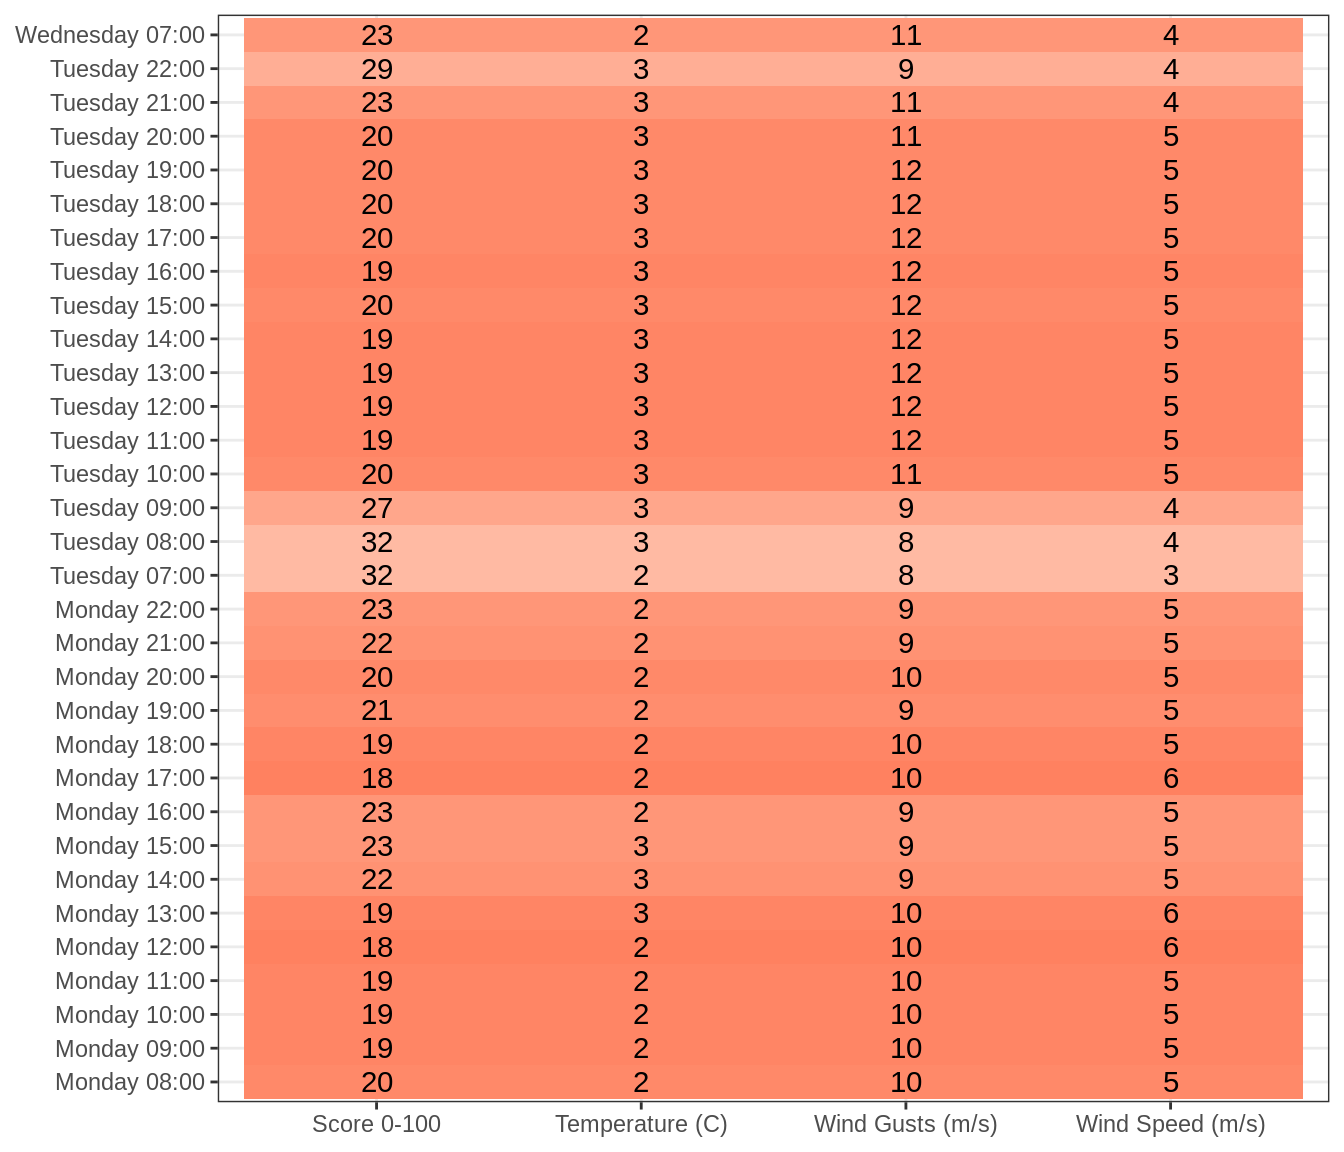 Wednesday 07:00 23 2 11 4
Tuesday 22:00 29 3 9 4
Tuesday 21:00 23 3 11 4
Tuesday 20:00 20 3 11 5
Tuesday 19:00 20 3 12 5
Tuesday 18:00 20 3 12 5
Tuesday 17:00 20 3 12 5
Tuesday 16:00 19 3 12 5
Tuesday 15:00 20 3 12 5
Tuesday 14:00 19 3 12 5
Tuesday 13:00 19 3 12 5
Tuesday 12:00 19 3 12 5
Tuesday 11:00 19 3 12 5
Tuesday 10:00 20 3 11 5
Tuesday 09:00 27 3 9 4
Tuesday 08:00 32 3 8 4
Tuesday 07:00 32 2 8 3
Monday 22:00 23 2 9 5
Monday 21:00 22 2 9 5
Monday 20:00 20 2 10 5
Monday 19:00 21 2 9 5
Monday 18:00 19 2 10 5
Monday 17:00 18 2 10 6
Monday 16:00 23 2 9 5
Monday 15:00 23 3 9 5
Monday 14:00 22 3 9 5
Monday 13:00 19 3 10 6
Monday 12:00 18 2 10 6
Monday 11:00 19 2 10 5
Monday 10:00 19 2 10 5
Monday 09:00 19 2 10 5
Monday 08:00 20 2 10 5
Score 0-100 Temperature (C) Wind Gusts (m/s) Wind Speed (m/s)